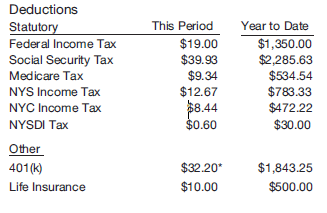 Deductions
Statutory This Period Year to Date
Federal Income Tax $19.00 $1,350.00
Social Security Tax $39.93 $2,285.63
Medicare Tax $9.34 $534.54
NYS Income Tax $12.67 $783.33
NYC Income Tax $8.44 $472.22
NYSDI Tax $0.60 $30.00
Other
401(k) $32.20* $1,843.25
Life Insurance $10.00 $500.00